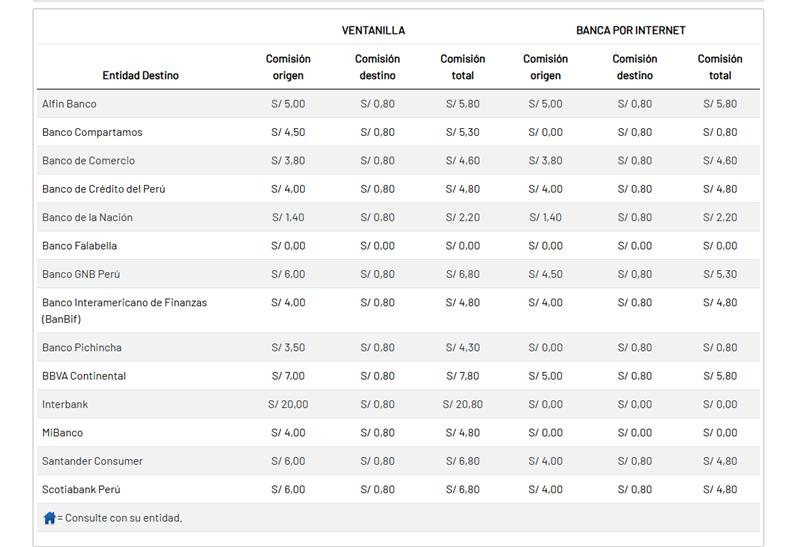 VENTANILLA BANCA POR INTERNET
Entidad Destino Comisión origen Comisión destino Comisión total Comisión origen Comisión destino Comisión total
Alfin Banco S/ 5,00 S/ 0,80 S/ 5,80 S/ 5,00 S/ 0,80 S/ 5,80
Banco Compartamos S/ 4,50 S/ 0,80 S/ 5,30 S/ 0,00 S/ 0,80 S/ 0,80
Banco de Comercio S/ 3,80 S/ 0,80 S/ 4,60 S/ 3,80 S/ 0,80 S/ 4,60
Banco de Crédito del Perú S/ 4,00 S/ 0,80 S/ 4,80 S/ 4,00 S/ 0,80 S/ 4,80
Banco de la Nación S/ 1,40 S/ 0,80 S/ 2,20 S/ 1,40 S/ 0,80 S/ 2,20
Banco Falabella S/ 0,00 S/ 0,00 S/ 0,00 S/ 0,00 S/ 0,00 S/ 0,00
Banco GNB Perú S/ 6,00 S/ 0,80 S/ 6,80 S/ 4,50 S/ 0,80 S/ 5,30
Banco Interamericano de Finanzas S/ 4,00 S/ 0,80 S/ 4,80 S/ 4,00 S/ 0,80 S/ 4,80
(BanBif)
Banco Pichincha S/ 3,50 S/ 0,80 S/ 4,30 S/ 0,00 S/ 0,80 S/ 0,80
BBVA Continental S/ 7,00 S/ 0,80 S/ 7,80 S/ 5,00 S/ 0,80 S/ 5,80
Interbank S/ 20,00 S/ 0,80 S/ 20,80 S/ 0,00 S/ 0,00 S/ 0,00
MiBanco S/ 4,00 S/ 0,80 S/ 4,80 S/ 0,00 S/ 0,00 S/ 0,00
Santander Consumer S/ 6,00 S/ 0,80 S/ 6,80 S/ 4,00 S/ 0,80 S/ 4,80
Scotiabank Perú S/ 6,00 S/ 0,80 S/ 6,80 S/ 4,00 S/ 0,80 S/ 4,80
= Consulte con su entidad.